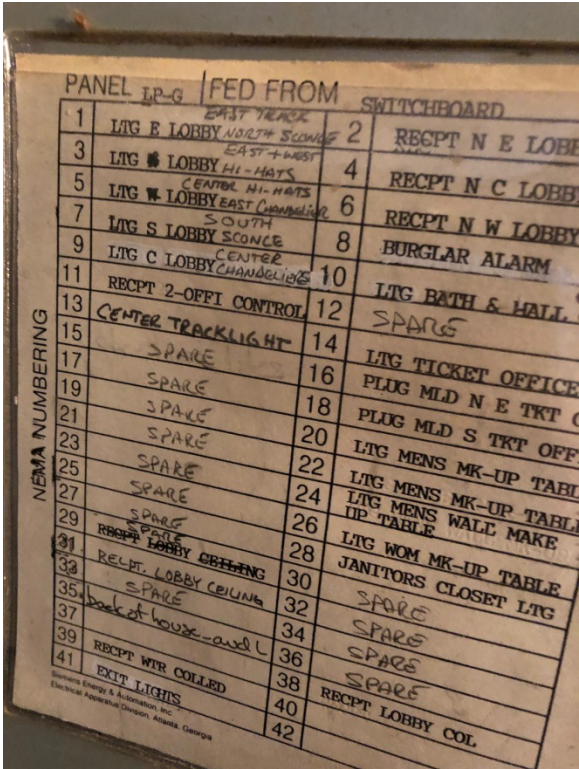 PANEL LP-G FED FROM SWITCHBOARD
EAST TRACK
1 LTG E LOBBY NORTH SCONCE
EAST + WEST
3 LTG LOBBY HI-HATS
CENTER HI-HATS
5 LTG W LOBBY EAST CHANDELIER
SOUTH
7 LTG S LOBBY SCONCE
CENTER
9 LTG C LOBBY CHANDELIERS
11 RECPT 2-OFFI CONTROL
13 CENTER TRACKLIGHT
15 SPARE
17 SPARE
19 SPARE
21 SPARE
23 SPARE
25 SPARE
27 SPARE
29 SPARE
31 RECPT LOBBY CEILING
33 RELPT. LOBBY CEILING
35 SPARE
37 back of house - aud L
39 RECPT WTR COLLED
41 EXIT LIGHTS
2 RECPT N E LOBB
4 RECPT N C LOBB
6 RECPT N W LOBBY
8 BURGLAR ALARM
10 LTG BATH & HALL
12 SPARE
14 LTG TICKET OFFICE
16 PLUG MLD N E TKT O
18 PLUG MLD S TKT OFF
20 LTG MENS MK-UP TABL
22 LTG MENS MK-UP TABL
24 LTG MENS WALL MAKE
UP TABLE
26 LTG WOM MK-UP TABLE
28 JANITORS CLOSET LTG
30 SPARE
32 SPARE
34 SPARE
36 SPARE
38 RECPT LOBBY COL
40
42
NEMA NUMBERING
Siemens Energy & Automation, Inc.
Electrical Apparatus Division, Atlanta, Georgia